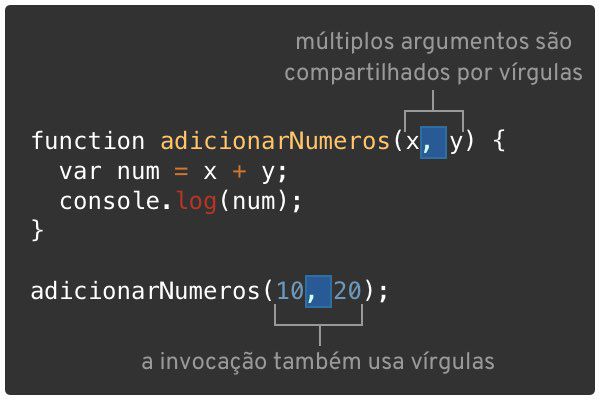 múltiplos argumentos são
compartilhados por vírgulas
function adicionarNumeros(x, y) {
  var num = x + y;
  console.log(num);
}
adicionarNumeros(10, 20);
a invocação também usa vírgulas